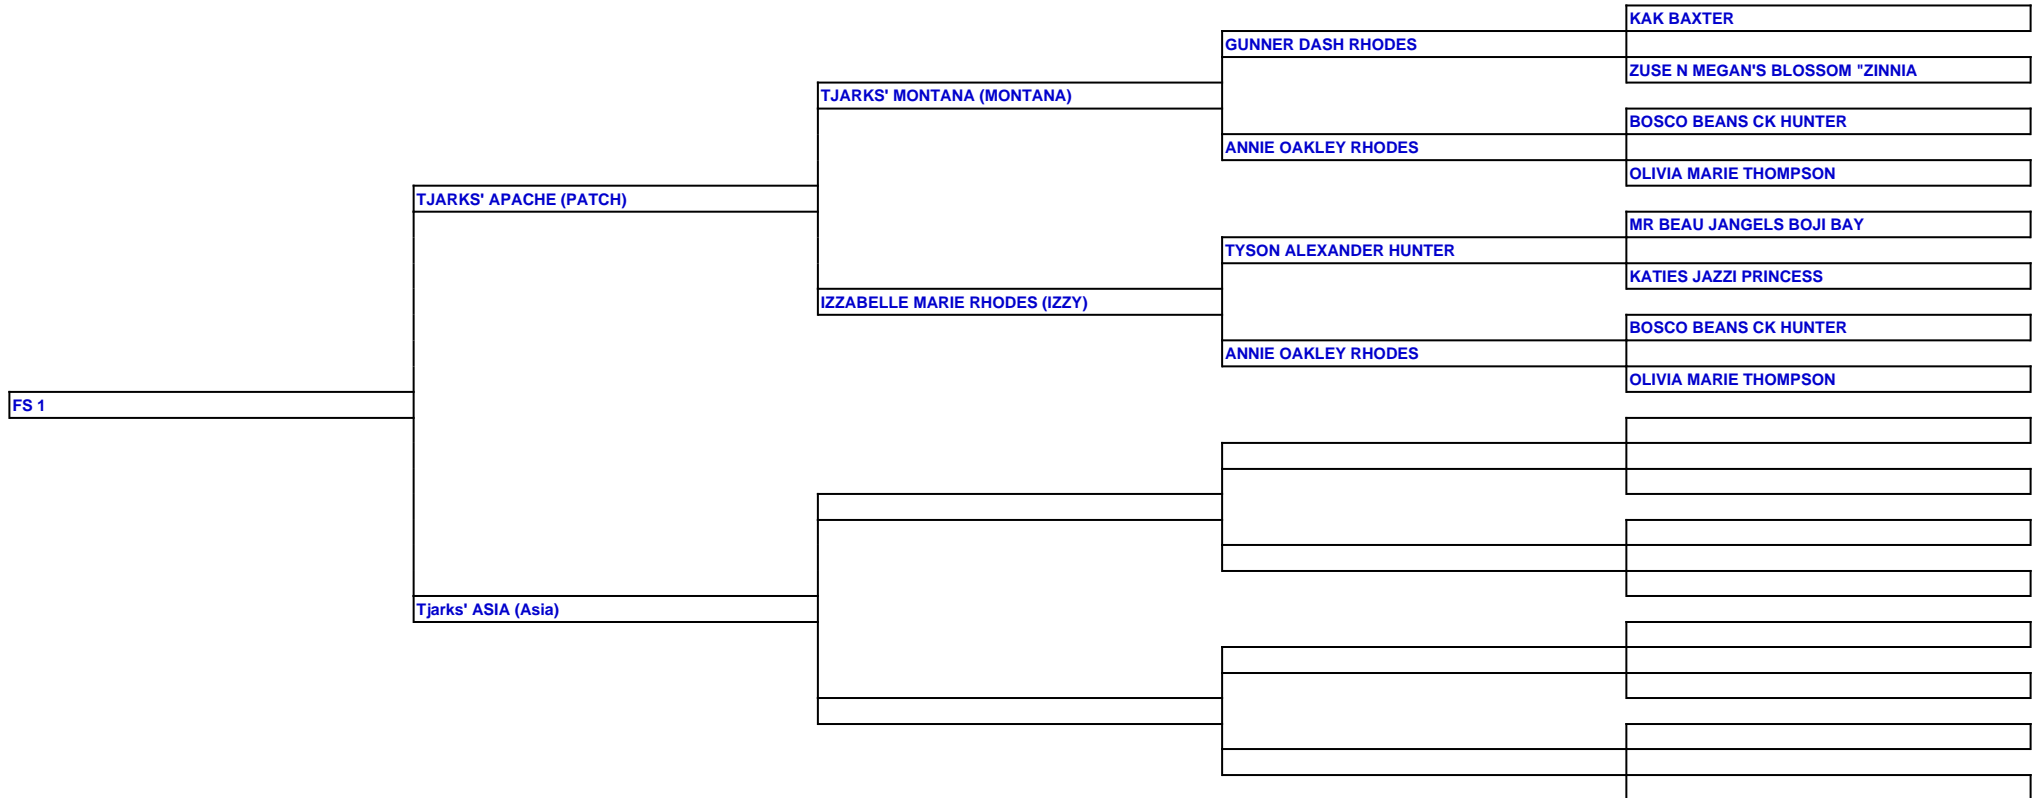 KAK BAXTER
GUNNER DASH RHODES
ZUSE N MEGAN'S BLOSSOM "ZINNIA
TJARKS' MONTANA (MONTANA)
BOSCO BEANS CK HUNTER
ANNIE OAKLEY RHODES
OLIVIA MARIE THOMPSON
TJARKS' APACHE (PATCH)
MR BEAU JANGELS BOJI BAY
TYSON ALEXANDER HUNTER
KATIES JAZZI PRINCESS
IZZABELLE MARIE RHODES (IZZY)
BOSCO BEANS CK HUNTER
ANNIE OAKLEY RHODES
OLIVIA MARIE THOMPSON
FS 1
Tjarks' ASIA (Asia)